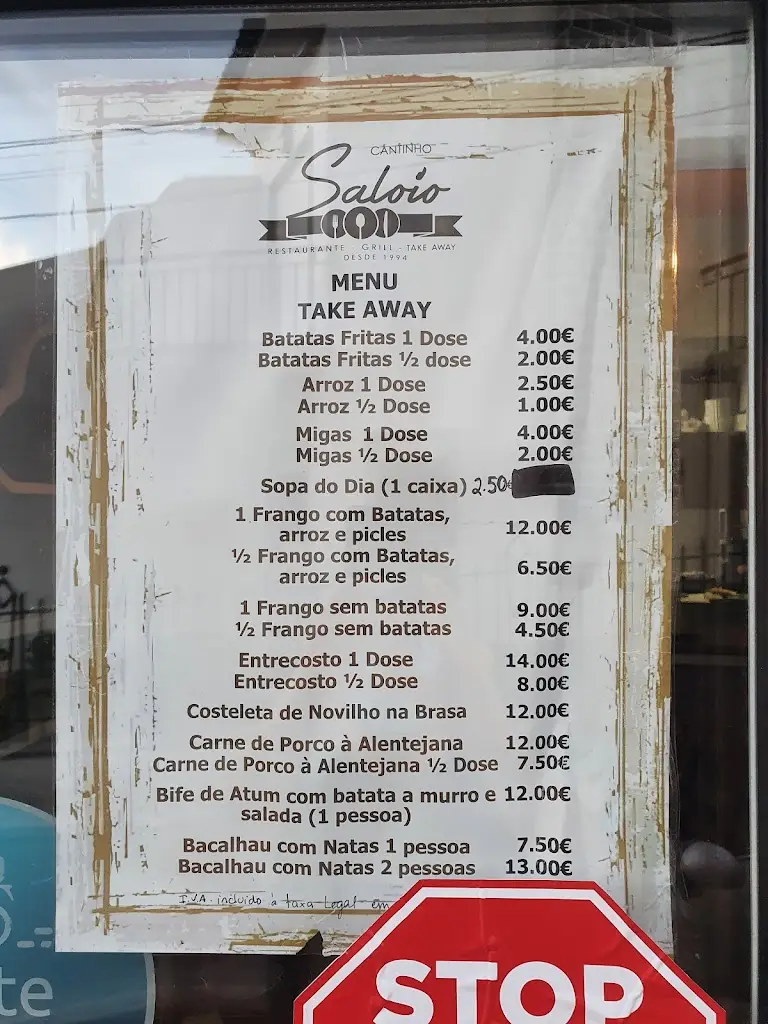 CANTINHO
Saloio
RESTAURANTE - GRILL - TAKE AWAY
DESDE 1994
MENU
TAKE AWAY
Batatas Fritas 1 Dose 4.00€
Batatas Fritas ½ dose 2.00€
Arroz 1 Dose 2.50€
Arroz ½ Dose 1.00€
Migas 1 Dose 4.00€
Migas ½ Dose 2.00€
Sopa do Dia (1 caixa) 2.50€
1 Frango com Batatas,
arroz e picles 12.00€
½ Frango com Batatas,
arroz e picles 6.50€
1 Frango sem batatas 9.00€
½ Frango sem batatas 4.50€
Entrecosto 1 Dose 14.00€
Entrecosto ½ Dose 8.00€
Costeleta de Novilho na Brasa 12.00€
Carne de Porco à Alentejana 12.00€
Carne de Porco à Alentejana ½ Dose 7.50€
Bife de Atum com batata a murro e 12.00€
salada (1 pessoa)
Bacalhau com Natas 1 pessoa 7.50€
Bacalhau com Natas 2 pessoas 13.00€
IVA incluido à taxa legal em
STOP
te